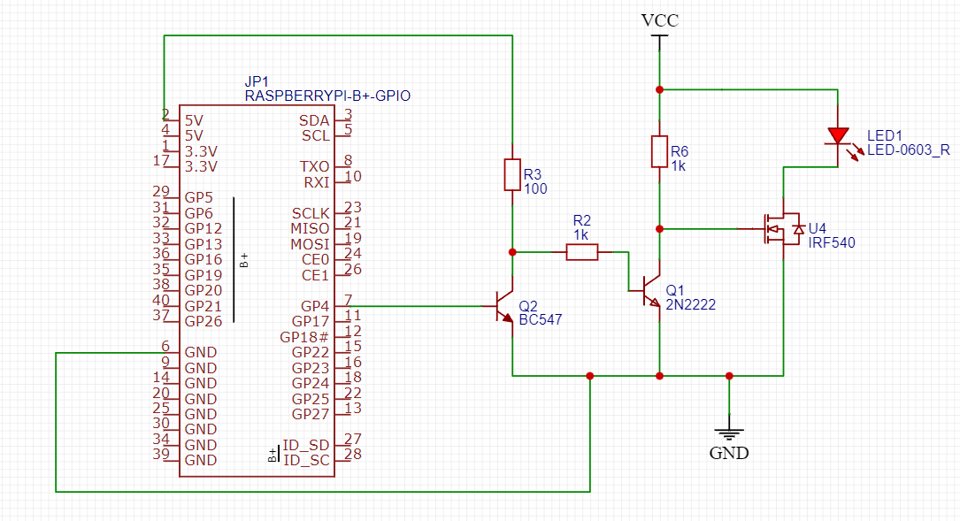 VCC
JP1
RASPBERRYPI-B+-GPIO
2 5V SDA 3
4 5V SCL 5
1 3.3V
17 3.3V TXO 8
RXI 10
29 GP5
31 GP6 SCLK 23
32 GP12 MISO 21
33 GP13 MOSI 19
36 GP16 CE0 24
35 GP19 CE1 26
38 GP20
40 GP21 GP4 7
37 GP26 GP17 11
GP18# 12
6 GND GP22 15
9 GND GP23 16
14 GND GP24 18
20 GND GP25 22
25 GND GP27 13
30 GND
34 GND ID_SD 27
39 GND ID_SC 28
B+
B+
R3
100
R2
1k
R6
1k
LED1
LED-0603_R
U4
IRF540
Q2
BC547
Q1
2N2222
GND